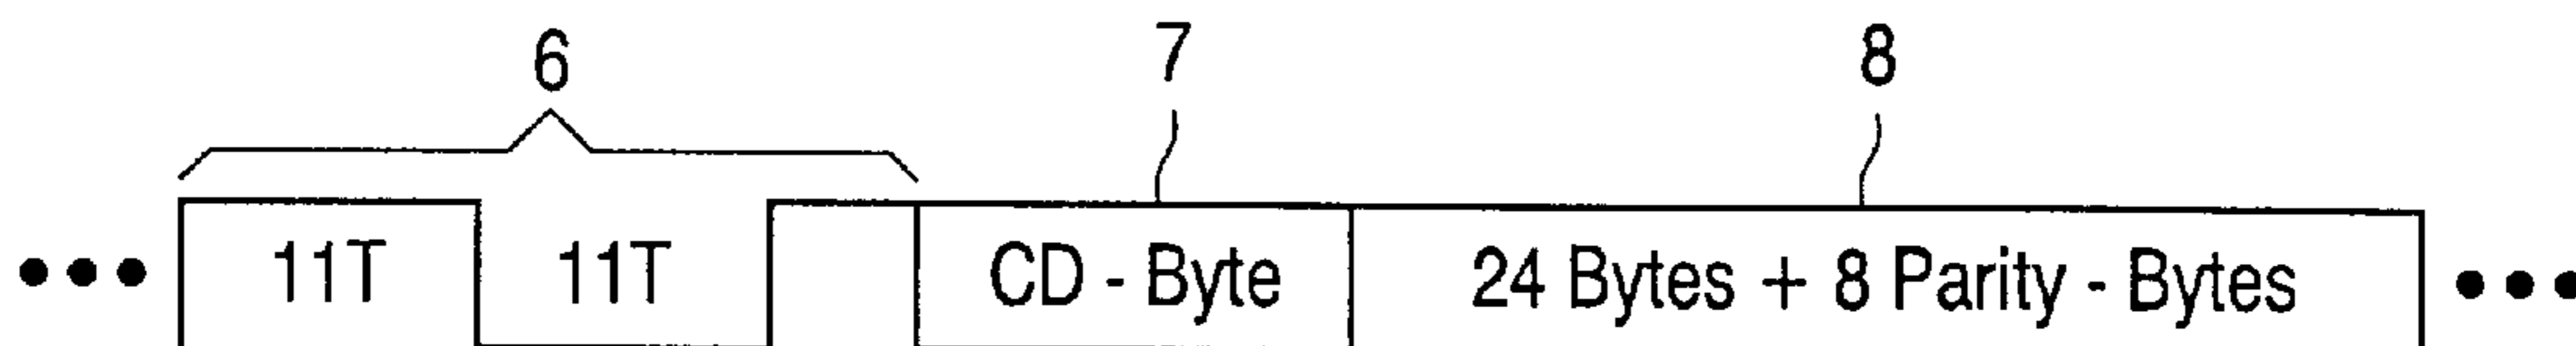 6 7 8
11T 11T CD - Byte 24 Bytes + 8 Parity - Bytes